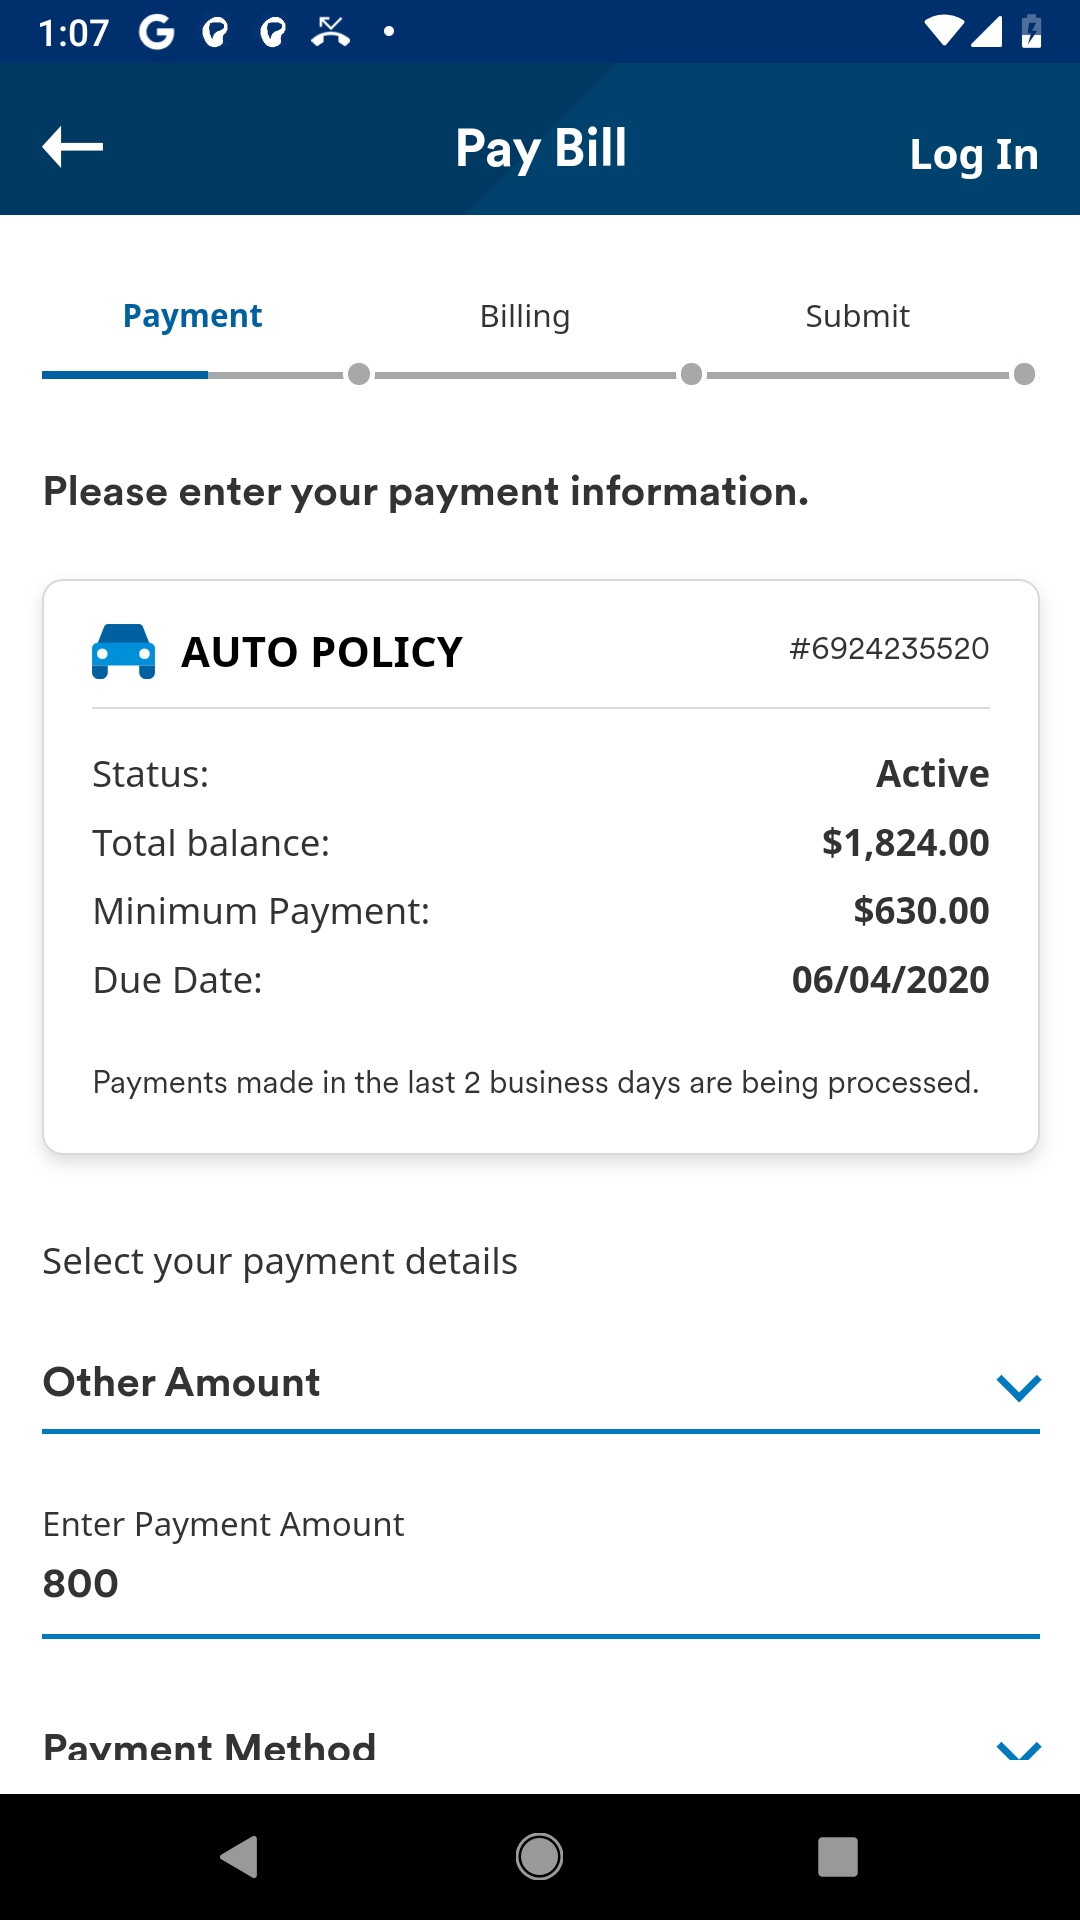 1:07
Pay Bill
Log In
Payment Billing Submit
Please enter your payment information.
AUTO POLICY #6924235520
Status: Active
Total balance: $1,824.00
Minimum Payment: $630.00
Due Date: 06/04/2020
Payments made in the last 2 business days are being processed.
Select your payment details
Other Amount
Enter Payment Amount
800
Payment Method